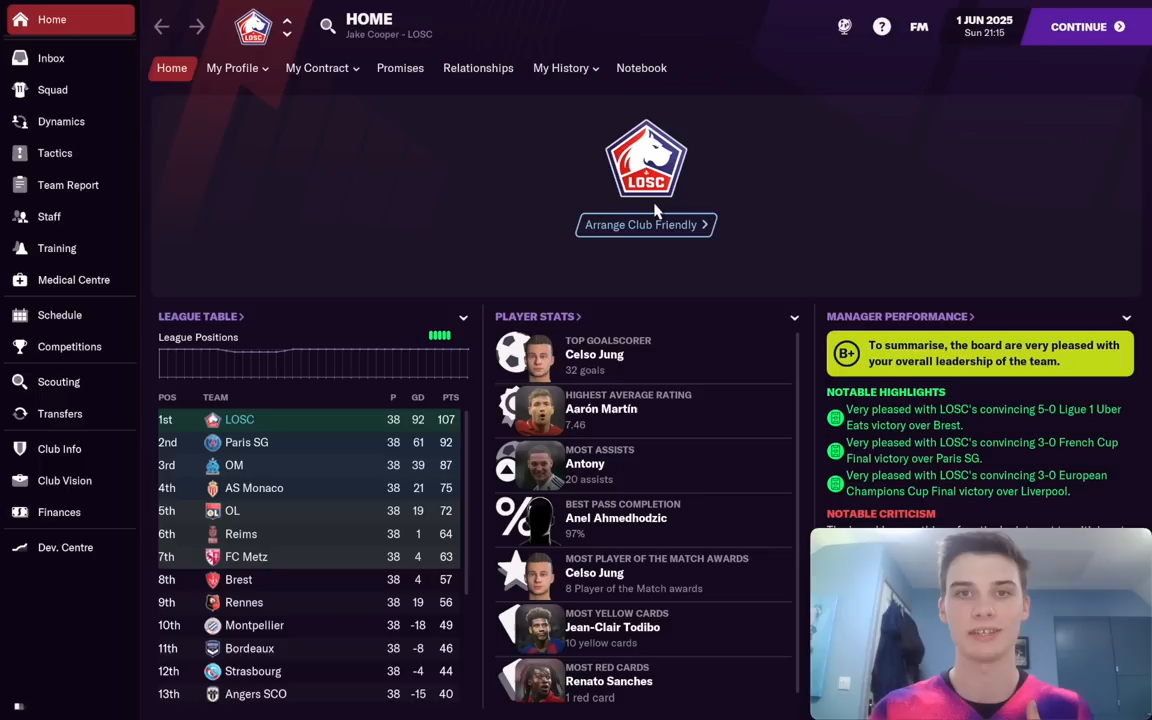 Home
HOME
Jake Cooper - LOSC
FM
1 JUN 2025
Sun 21:15
CONTINUE
Home
My Profile
My Contract
Promises
Relationships
My History
Notebook
Inbox
Squad
Dynamics
Tactics
Team Report
Staff
Training
Medical Centre
Schedule
Competitions
Scouting
Transfers
Club Info
Club Vision
Finances
Dev. Centre
LOSC
Arrange Club Friendly
LEAGUE TABLE
League Positions
POS TEAM P GD PTS
1st LOSC 38 92 107
2nd Paris SG 38 61 92
3rd OM 38 39 87
4th AS Monaco 38 21 75
5th OL 38 19 72
6th Reims 38 1 64
7th FC Metz 38 4 63
8th Brest 38 4 57
9th Rennes 38 19 56
10th Montpellier 38 -18 49
11th Bordeaux 38 -8 46
12th Strasbourg 38 -4 44
13th Angers SCO 38 -15 40
PLAYER STATS
TOP GOALSCORER
Celso Jung
32 goals
HIGHEST AVERAGE RATING
Aarón Martín
7.46
MOST ASSISTS
Antony
20 assists
BEST PASS COMPLETION
Anel Ahmedhodzic
97%
MOST PLAYER OF THE MATCH AWARDS
Celso Jung
8 Player of the Match awards
MOST YELLOW CARDS
Jean-Clair Todibo
10 yellow cards
MOST RED CARDS
Renato Sanches
1 red card
MANAGER PERFORMANCE
B+
To summarise, the board are very pleased with
your overall leadership of the team.
NOTABLE HIGHLIGHTS
Very pleased with LOSC's convincing 5-0 Ligue 1 Uber
Eats victory over Brest.
Very pleased with LOSC's convincing 3-0 French Cup
Final victory over Paris SG.
Very pleased with LOSC's convincing 3-0 European
Champions Cup Final victory over Liverpool.
NOTABLE CRITICISM